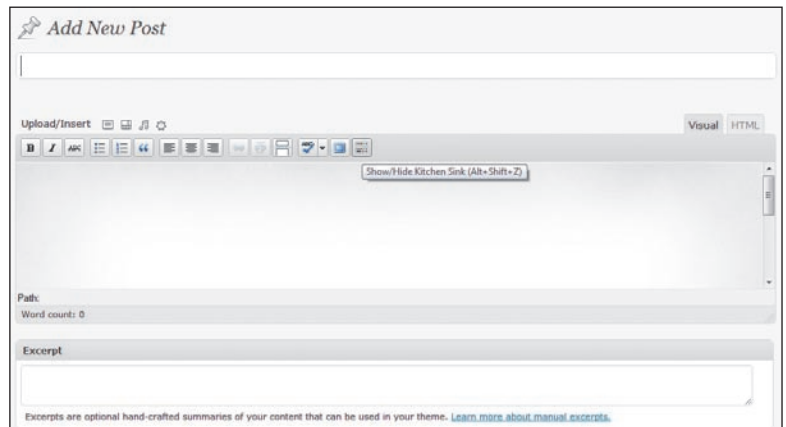 Add New Post
Upload/Insert
Visual HTML
B I ABC
Show/Hide Kitchen Sink (Alt+Shift+Z)
Path:
Word count: 0
Excerpt
Excerpts are optional hand-crafted summaries of your content that can be used in your theme. Learn more about manual excerpts.